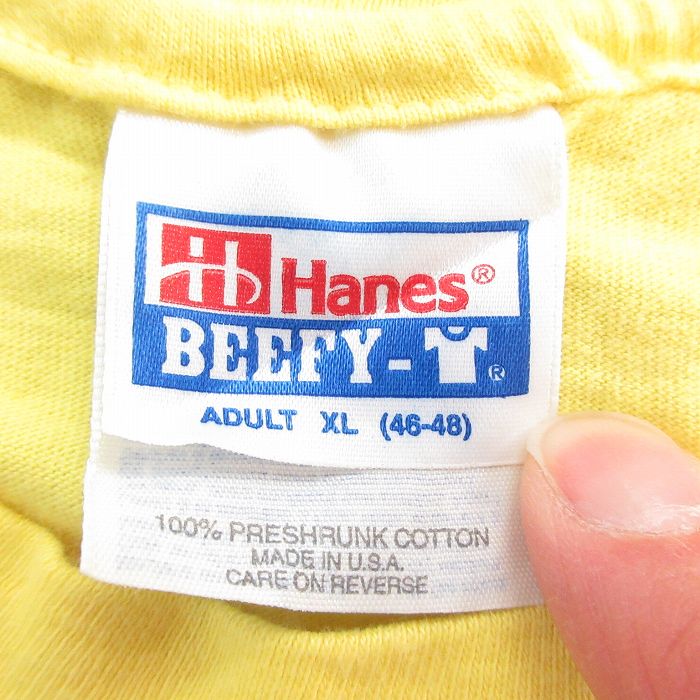 Hanes®
BEEFY-T®
ADULT XL (46-48)
100% PRESHRUNK COTTON
MADE IN U.S.A.
CARE ON REVERSE